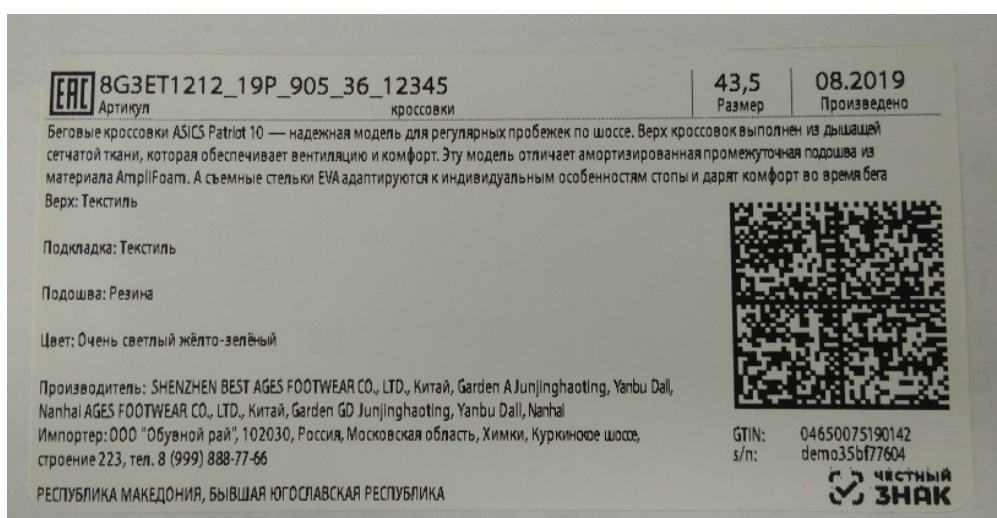 EAC 8G3ET1212_19P_905_36_12345 43,5 08.2019
Артикул кроссовки Размер Произведено
Беговые кроссовки ASICS Patriot 10 — надежная модель для регулярных пробежек по шоссе. Верх кроссовок выполнен из дышащей
сетчатой ткани, которая обеспечивает вентиляцию и комфорт. Эту модель отличает амортизированная промежуточная подошва из
материала AmpliFoam. А съемные стельки EVA адаптируются к индивидуальным особенностям стопы и дарят комфорт во время бега
Верх: Текстиль
Подкладка: Текстиль
Подошва: Резина
Цвет: Очень светлый жёлто-зелёный
Производитель: SHENZHEN BEST AGES FOOTWEAR CO., LTD., Китай, Garden A Junjinghaoting, Yanbu Dali,
Nanhai AGES FOOTWEAR CO., LTD., Китай, Garden GD Junjinghaoting, Yanbu Dali, Nanhai
Импортер: ООО "Обувной рай", 102030, Россия, Московская область, Химки, Куркинское шоссе,
строение 223, тел. 8 (999) 888-77-66
РЕСПУБЛИКА МАКЕДОНИЯ, БЫВШАЯ ЮГОСЛАВСКАЯ РЕСПУБЛИКА
GTIN: 04650075190142
s/n: demo35bf77604
ЧЕСТНЫЙ
ЗНАК